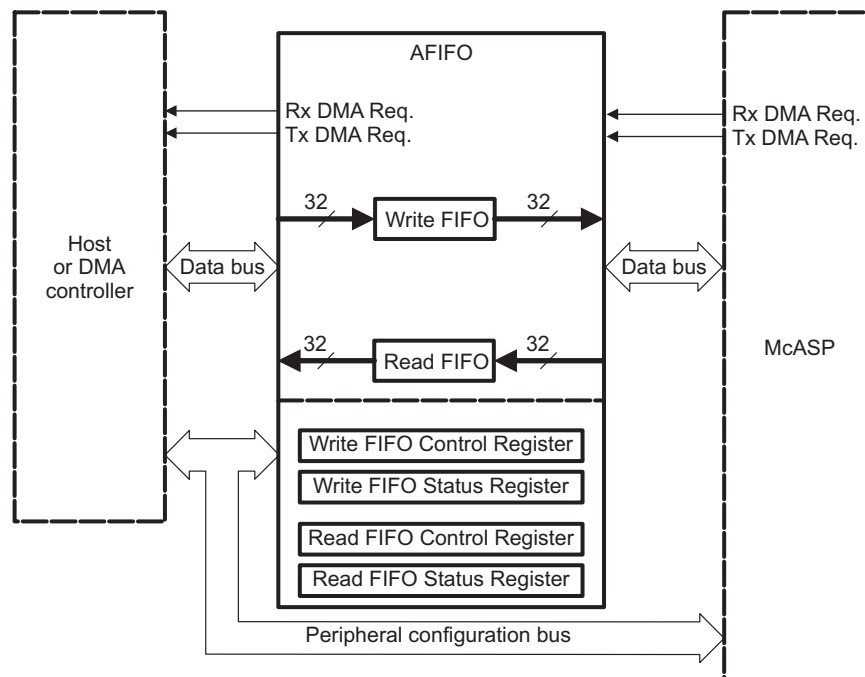 AFIFO
Rx DMA Req.
Tx DMA Req.
Rx DMA Req.
Tx DMA Req.
32
Write FIFO
32
Host
or DMA
controller
Data bus
Data bus
32
Read FIFO
32
McASP
Write FIFO Control Register
Write FIFO Status Register
Read FIFO Control Register
Read FIFO Status Register
Peripheral configuration bus